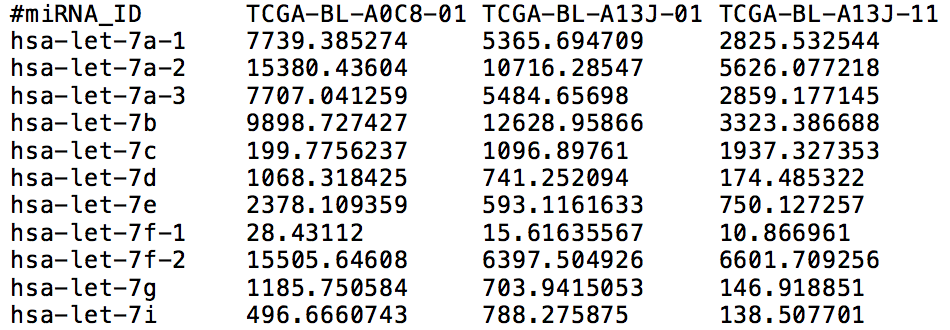 #miRNA_ID TCGA-BL-A0C8-01 TCGA-BL-A13J-01 TCGA-BL-A13J-11
hsa-let-7a-1 7739.385274 5365.694709 2825.532544
hsa-let-7a-2 15380.43604 10716.28547 5626.077218
hsa-let-7a-3 7707.041259 5484.65698 2859.177145
hsa-let-7b 9898.727427 12628.95866 3323.386688
hsa-let-7c 199.7756237 1096.89761 1937.327353
hsa-let-7d 1068.318425 741.252094 174.485322
hsa-let-7e 2378.109359 593.1161633 750.127257
hsa-let-7f-1 28.43112 15.61635567 10.866961
hsa-let-7f-2 15505.64608 6397.504926 6601.709256
hsa-let-7g 1185.750584 703.9415053 146.918851
hsa-let-7i 496.6660743 788.275875 138.507701